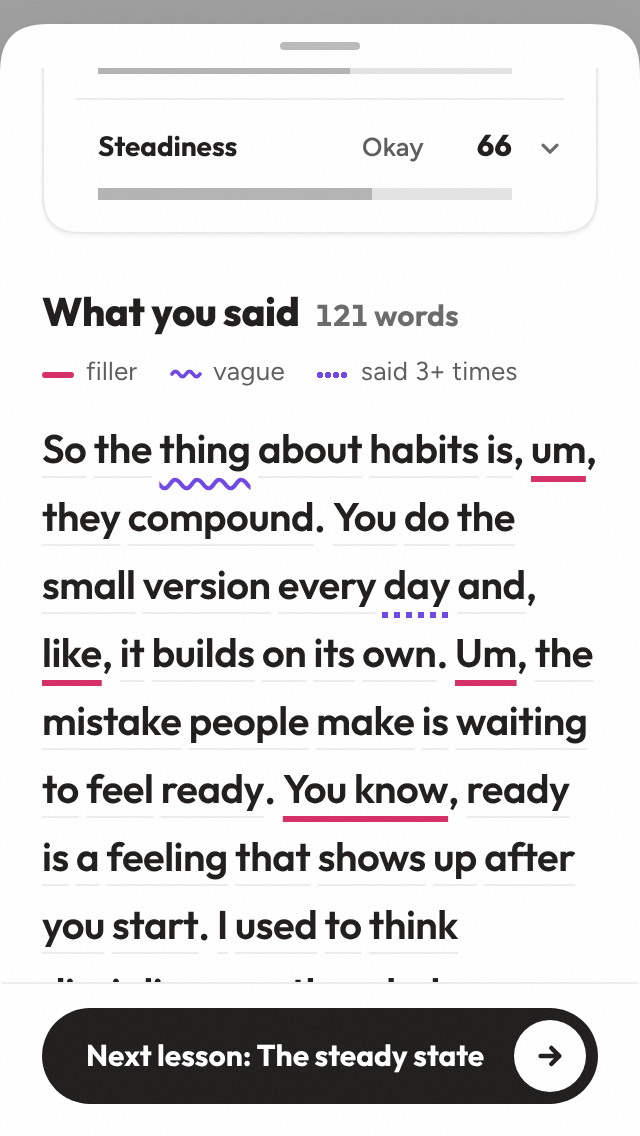 Steadiness Okay 66
What you said 121 words
filler vague said 3+ times
So the thing about habits is, um,
they compound. You do the
small version every day and,
like, it builds on its own. Um, the
mistake people make is waiting
to feel ready. You know, ready
is a feeling that shows up after
you start. I used to think
Next lesson: The steady state